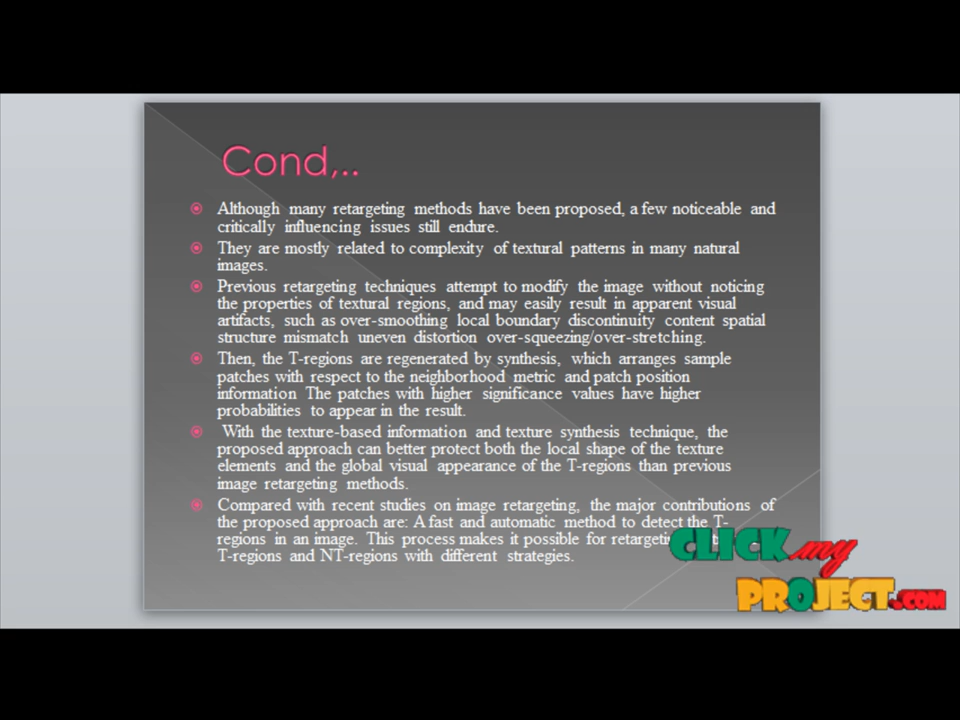 Cond,..
Although many retargeting methods have been proposed, a few noticeable and
critically influencing issues still endure.
They are mostly related to complexity of textural patterns in many natural
images.
Previous retargeting techniques attempt to modify the image without noticing
the properties of textural regions, and may easily result in apparent visual
artifacts, such as over-smoothing local boundary discontinuity content spatial
structure mismatch uneven distortion over-squeezing/over-stretching.
Then, the T-regions are regenerated by synthesis, which arranges sample
patches with respect to the neighborhood metric and patch position
information The patches with higher significance values have higher
probabilities to appear in the result.
With the texture-based information and texture synthesis technique, the
proposed approach can better protect both the local shape of the texture
elements and the global visual appearance of the T-regions than previous
image retargeting methods.
Compared with recent studies on image retargeting, the major contributions of
the proposed approach are: A fast and automatic method to detect the T-
regions in an image. This process makes it possible for
T-regions and NT-regions with different strategies.
CLICK my
PROJECT.COM